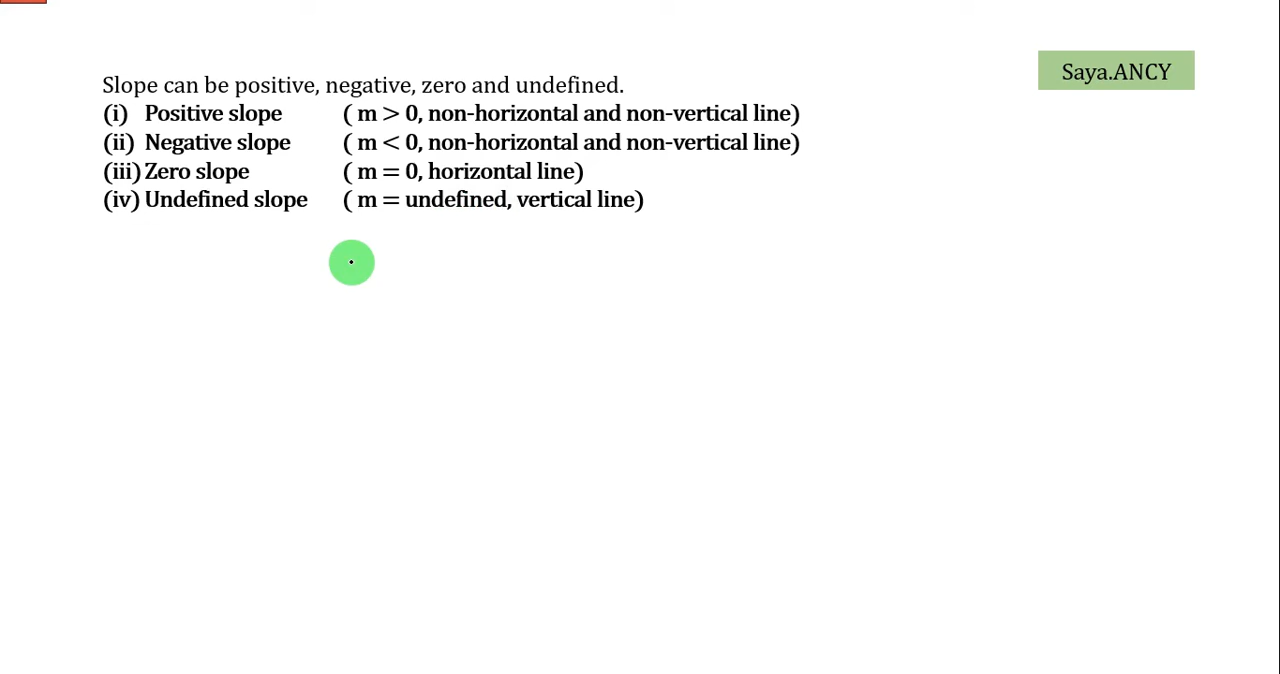 Saya.ANCY
Slope can be positive, negative, zero and undefined.
(i) Positive slope ( m > 0, non-horizontal and non-vertical line)
(ii) Negative slope ( m < 0, non-horizontal and non-vertical line)
(iii) Zero slope ( m = 0, horizontal line)
(iv) Undefined slope ( m = undefined, vertical line)